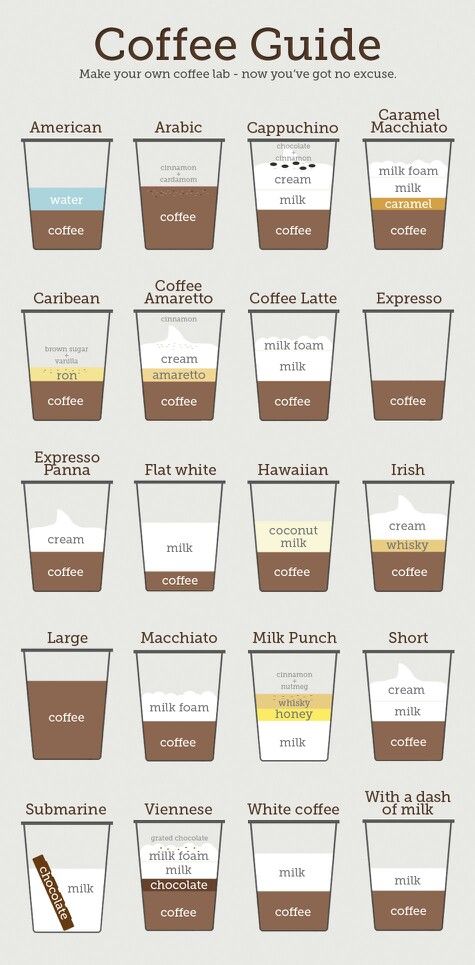 Coffee Guide
Make your own coffee lab - now you've got no excuse.
American
water
coffee
Arabic
cinnamon
+
cardamom
coffee
Cappuchino
chocolate
+
cinnamon
cream
milk
coffee
Caramel
Macchiato
milk foam
milk
caramel
coffee
Caribean
brown sugar
+
vanilla
ron
coffee
Coffee
Amaretto
cinnamon
cream
amaretto
coffee
Coffee Latte
milk foam
milk
coffee
Expresso
coffee
Expresso
Panna
cream
coffee
Flat white
milk
coffee
Hawaiian
coconut
milk
coffee
Irish
cream
whisky
coffee
Large
coffee
Macchiato
milk foam
coffee
Milk Punch
cinnamon
+
nutmeg
whisky
honey
milk
Short
cream
milk
coffee
Submarine
chocolate
milk
Viennese
grated chocolate
milk foam
milk
chocolate
coffee
White coffee
milk
coffee
With a dash
of milk
milk
coffee